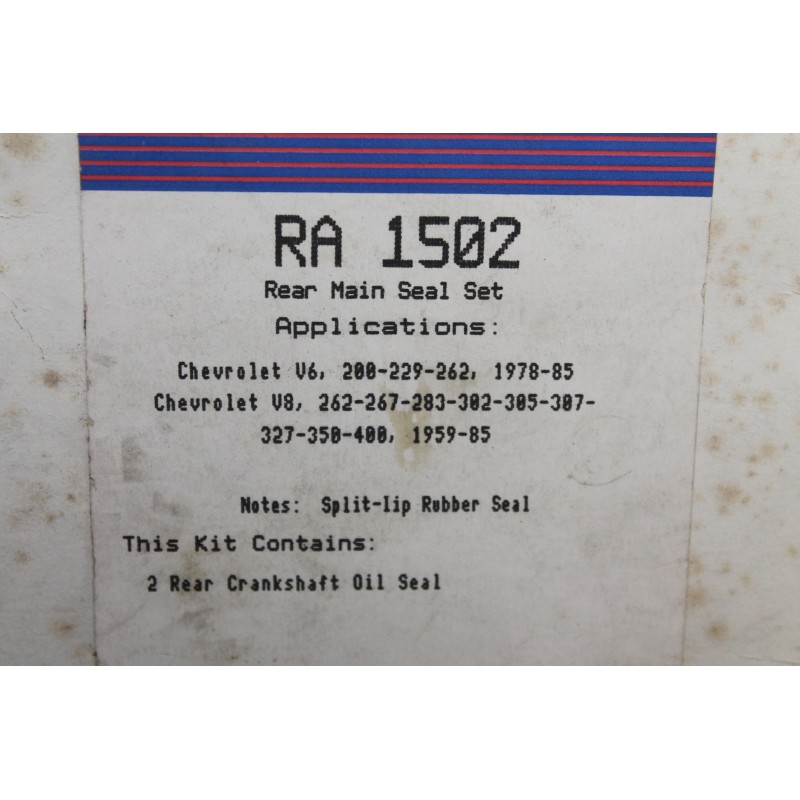 RA 1502
Rear Main Seal Set
Applications:
Chevrolet V6, 200-229-262, 1978-85
Chevrolet V8, 262-267-283-302-305-307-
327-350-400, 1959-85
Notes: Split-lip Rubber Seal
This Kit Contains:
2 Rear Crankshaft Oil Seal